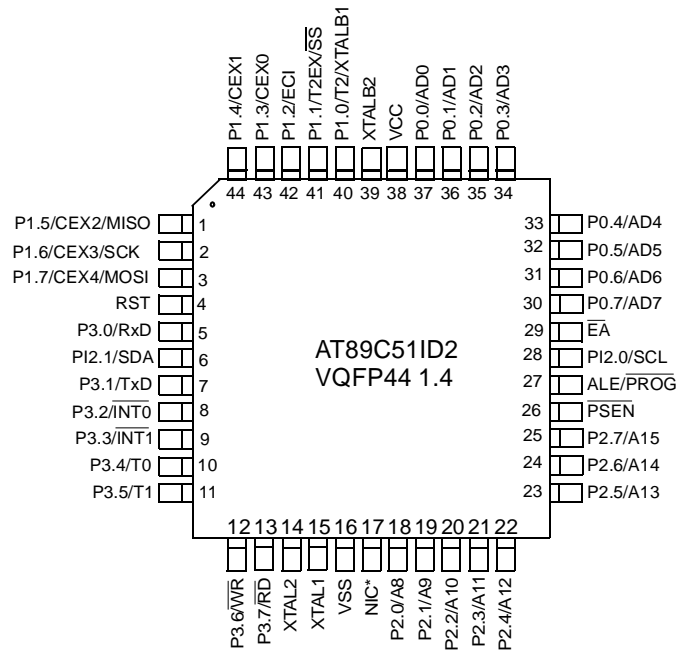 P1.4/CEX1
P1.3/CEX0
P1.2/ECI
P1.1/T2EX/S̅S̅
P1.0/T2/XTALB1
XTALB2
VCC
P0.0/AD0
P0.1/AD1
P0.2/AD2
P0.3/AD3
44 43 42 41 40 39 38 37 36 35 34
P1.5/CEX2/MISO 1
P1.6/CEX3/SCK 2
P1.7/CEX4/MOSI 3
RST 4
P3.0/RxD 5
PI2.1/SDA 6
P3.1/TxD 7
P3.2/I̅N̅T̅0̅ 8
P3.3/I̅N̅T̅1̅ 9
P3.4/T0 10
P3.5/T1 11
AT89C51ID2
VQFP44 1.4
33 P0.4/AD4
32 P0.5/AD5
31 P0.6/AD6
30 P0.7/AD7
29 E̅A̅
28 PI2.0/SCL
27 ALE/P̅R̅O̅G̅
26 P̅S̅E̅N̅
25 P2.7/A15
24 P2.6/A14
23 P2.5/A13
12 13 14 15 16 17 18 19 20 21 22
P3.6/W̅R̅
P3.7/R̅D̅
XTAL2
XTAL1
VSS
NIC*
P2.0/A8
P2.1/A9
P2.2/A10
P2.3/A11
P2.4/A12